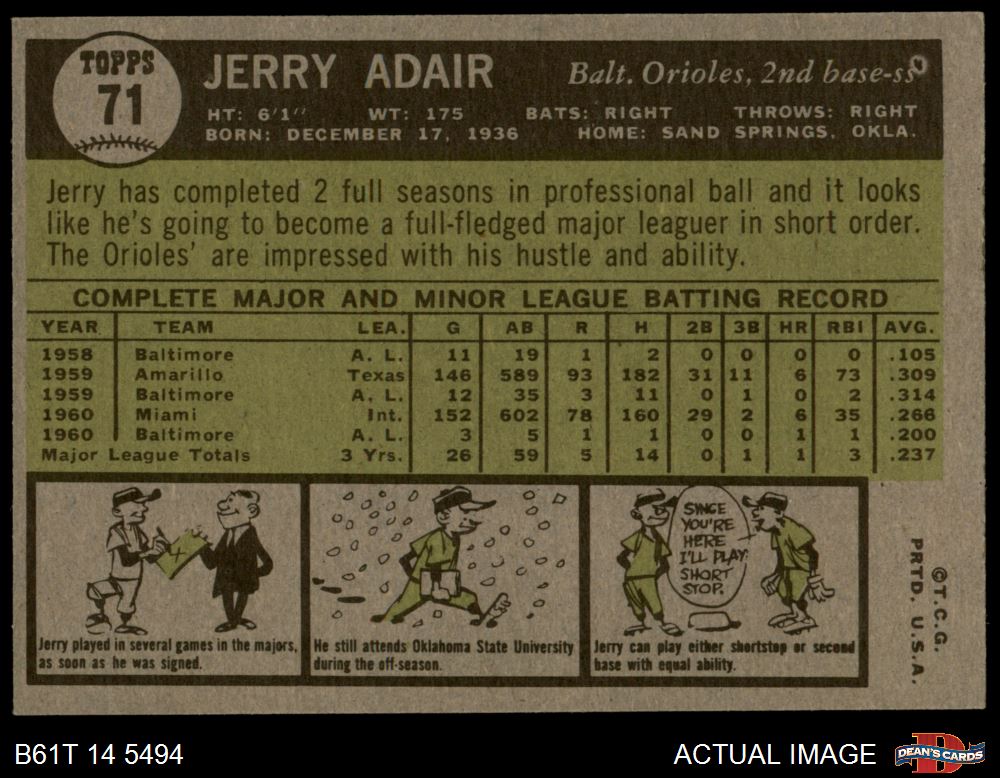 TOPPS
71
JERRY ADAIR
Balt. Orioles, 2nd base-ss
HT: 6'1" WT: 175 BATS: RIGHT THROWS: RIGHT
BORN: DECEMBER 17, 1936 HOME: SAND SPRINGS, OKLA.
Jerry has completed 2 full seasons in professional ball and it looks
like he's going to become a full-fledged major leaguer in short order.
The Orioles' are impressed with his hustle and ability.
COMPLETE MAJOR AND MINOR LEAGUE BATTING RECORD
YEAR TEAM LEA. G AB R H 2B 3B HR RBI AVG.
1958 Baltimore A. L. 11 19 1 2 0 0 0 0 .105
1959 Amarillo Texas 146 589 93 182 31 11 6 73 .309
1959 Baltimore A. L. 12 35 3 11 0 1 0 2 .314
1960 Miami Int. 152 602 78 160 29 2 6 35 .266
1960 Baltimore A. L. 3 5 1 1 0 0 1 1 .200
Major League Totals 3 Yrs. 26 59 5 14 0 1 1 3 .237
X
Jerry played in several games in the majors,
as soon as he was signed.
He still attends Oklahoma State University
during the off-season.
SINCE
YOU'RE
HERE
I'LL PLAY
SHORT
STOP.
Jerry can play either shortstop or second
base with equal ability.
©T.C.G.
PRTD. U.S.A.
B61T 14 5494
ACTUAL IMAGE
D
DEAN'S CARDS